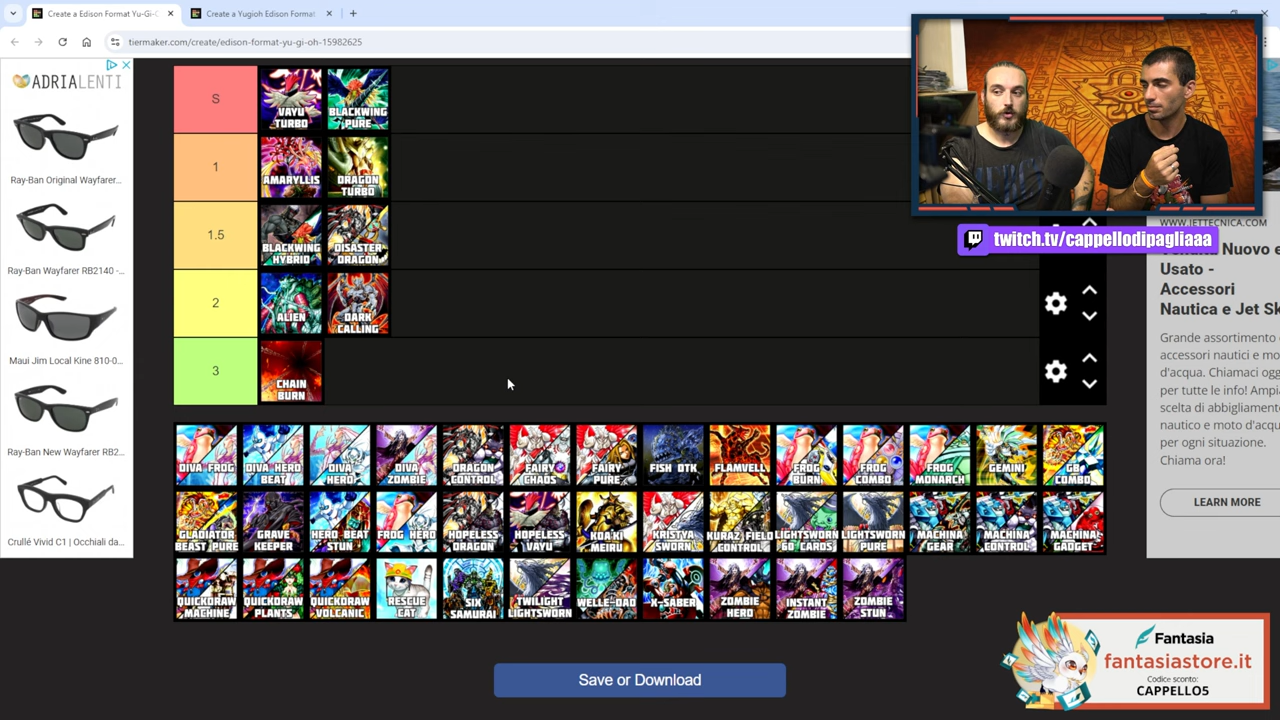 Create a Edison Format Yu-Gi-O
Create a Yugioh Edison Format
tiermaker.com/create/edison-format-yu-gi-oh-15982625
ADRIALENTI
Ray-Ban Original Wayfarer...
Ray-Ban Wayfarer RB2140 -...
Maui Jim Local Kine 810-0...
Ray-Ban New Wayfarer RB2...
Crullé Vivid C1 | Occhiali da...
S
VAYU TURBO
BLACKWING PURE
1
AMARYLLIS
DRAGON TURBO
1.5
BLACKWING HYBRID
DISASTER DRAGON
2
ALIEN
DARK CALLING
3
CHAIN BURN
DIVA FROG
DIVA HERO BEAT
DIVA HERO
DIVA ZOMBIE
DRAGON CONTROL
FAIRY CHAOS
FAIRY PURE
FISH OTK
FLAMVELL
FROG BURN
FROG COMBO
FROG MONARCH
GEMINI
GB COMBO
GLADIATOR BEAST PURE
GRAVE KEEPER
HERO BEAT STUN
FROG HERO
HOPELESS DRAGON
HOPELESS VAYU
KOA'KI MEIRU
KRISTYA SWORN
KURAZ FIELD CONTROL
LIGHTSWORN
LIGHTSWORN PURE
MACHINA GEAR
MACHINA CONTROL
MACHINA GADGET
QUICKDRAW MACHINE
QUICKDRAW PLANTS
QUICKDRAW VOLCANIC
RESCUE CAT
SIX SAMURAI
TWILIGHT LIGHTSWORN
WELLE-DAD
X-SABER
ZOMBIE HERO
INSTANT ZOMBIE
ZOMBIE STUN
Save or Download
twitch.tv/cappellodipagliaaa
WWW.JETTECNICA.COM
Nuovo e
Usato -
Accessori
Nautica e Jet Sk
Grande assortimento
accessori nautici e mo
d'acqua. Chiamaci ogg
per tutte le info! Ampia
scelta di abbigliamento
nautico e moto d'acqua
per ogni situazione.
Chiama ora!
LEARN MORE
Fantasia
fantasiastore.it
Codice sconto:
CAPPELLO5